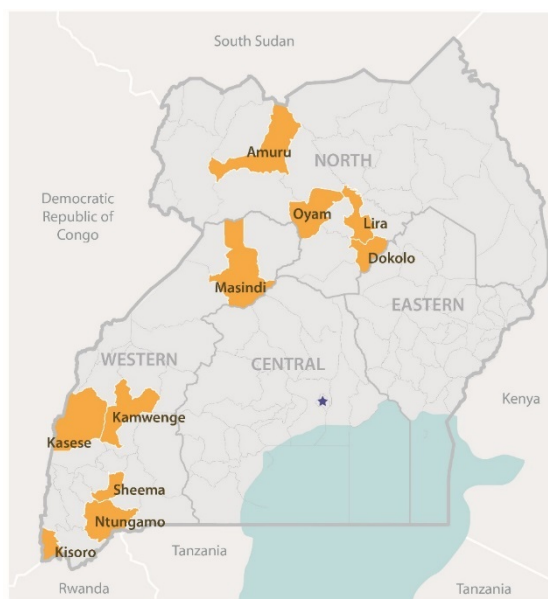 South Sudan
Amuru
NORTH
Democratic
Republic of
Congo
Oyam
Lira
Dokolo
Masindi
EASTERN
WESTERN
CENTRAL
Kenya
Kamwenge
Kasese
Sheema
Ntungamo
Kisoro
Tanzania
Rwanda
Tanzania